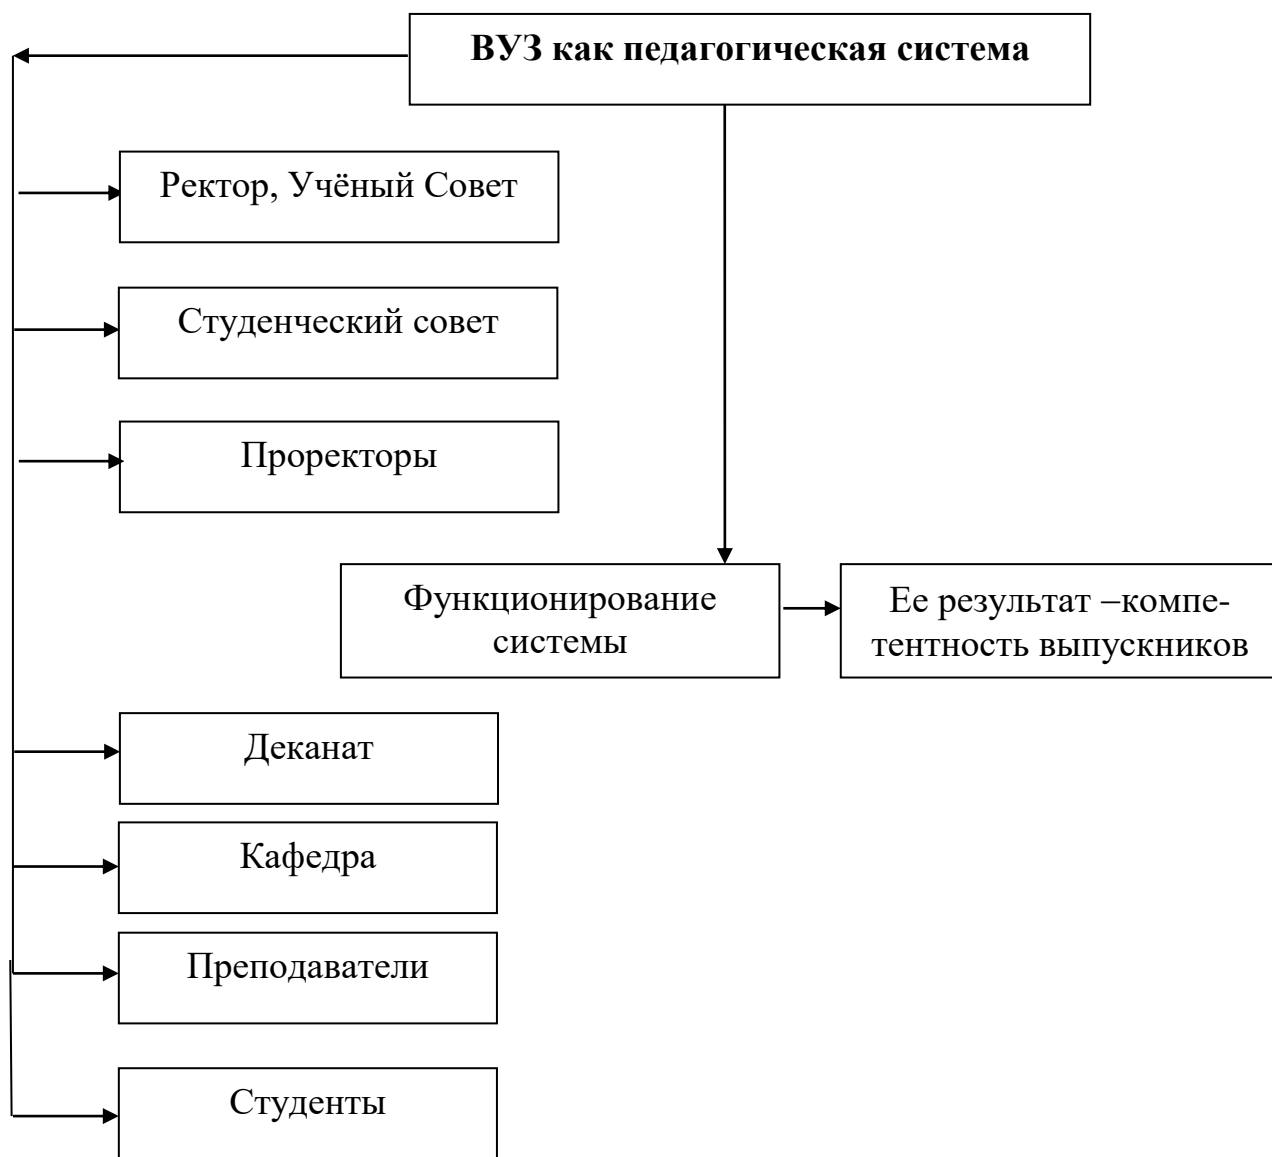 ВУЗ как педагогическая система
Ректор, Учёный Совет
Студенческий совет
Проректоры
Функционирование
системы
Ее результат –компе-
тентность выпускников
Деканат
Кафедра
Преподаватели
Студенты